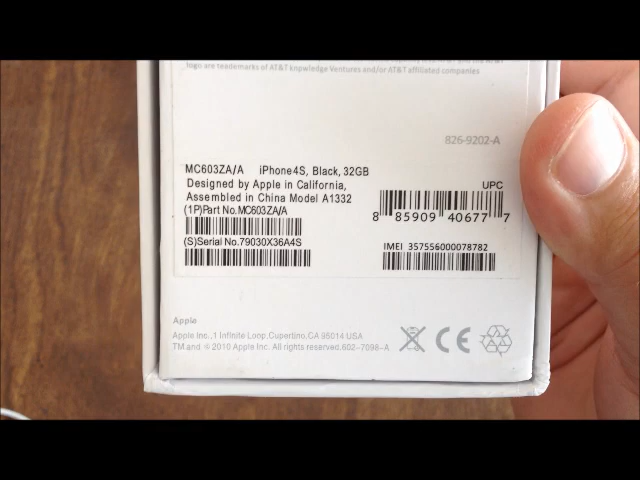 logo are trademarks of AT&T knowledge Ventures and/or AT&T affiliated companies
826-9202-A
MC603ZA/A iPhone4S, Black, 32GB
Designed by Apple in California,
Assembled in China Model A1332
(1P)Part No.MC603ZA/A
(S)Serial No.79030X36A4S
UPC
8 85909 40677 7
IMEI 357556000078782
Apple
Apple Inc.,1 Infinite Loop,Cupertino,CA 95014 USA
TM and © 2010 Apple Inc. All rights reserved.602-7098-A